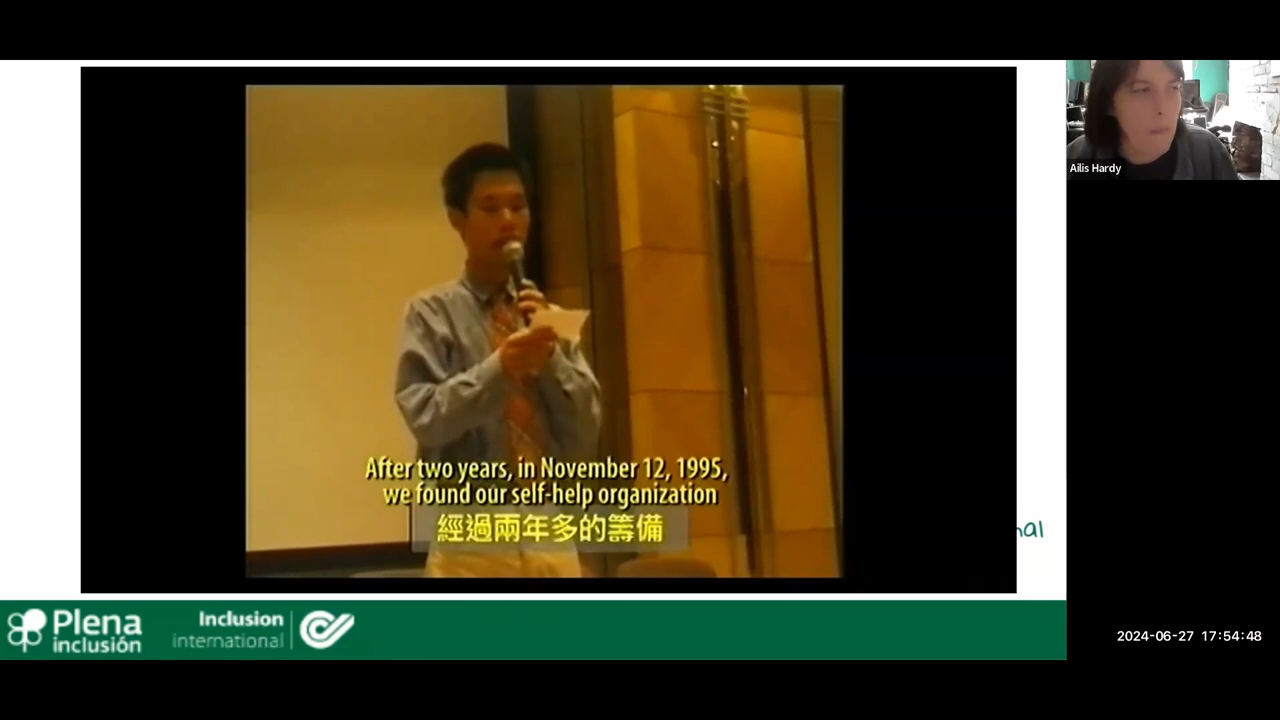 Ailis Hardy
After two years, in November 12, 1995,
we found our self-help organization
經過兩年多的籌備
nal
Plena
inclusión
Inclusion
international
2024-06-27 17:54:48